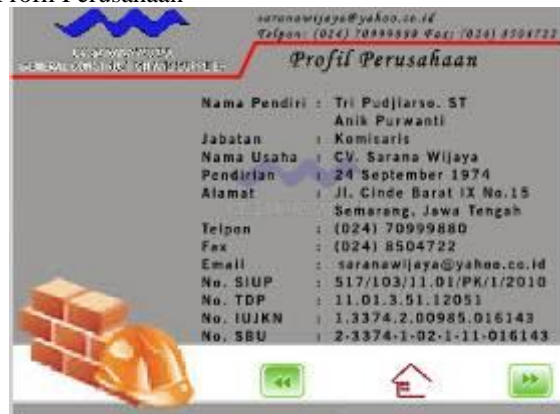 Profil Perusahaan
saranawijaya@yahoo.co.id
Telpon: (024) 70999880 Fax: (024) 8504722
Profil Perusahaan
Nama Pendiri : Tri Pudjiarso. ST
Anik Purwanti
Jabatan : Komisaris
Nama Usaha : CV. Sarana Wijaya
Pendirian : 24 September 1974
Alamat : Jl. Cinde Barat IX No.15
Semarang, Jawa Tengah
Telpon : (024) 70999880
Fax : (024) 8504722
Email : saranawijaya@yahoo.co.id
No. SIUP : 517/103/11.01/PK/1/2010
No. TDP : 11.01.3.51.12051
No. IUJKN : 1.3374.2.00985.016143
No. SBU : 2-3374-1-02-1-11-016143